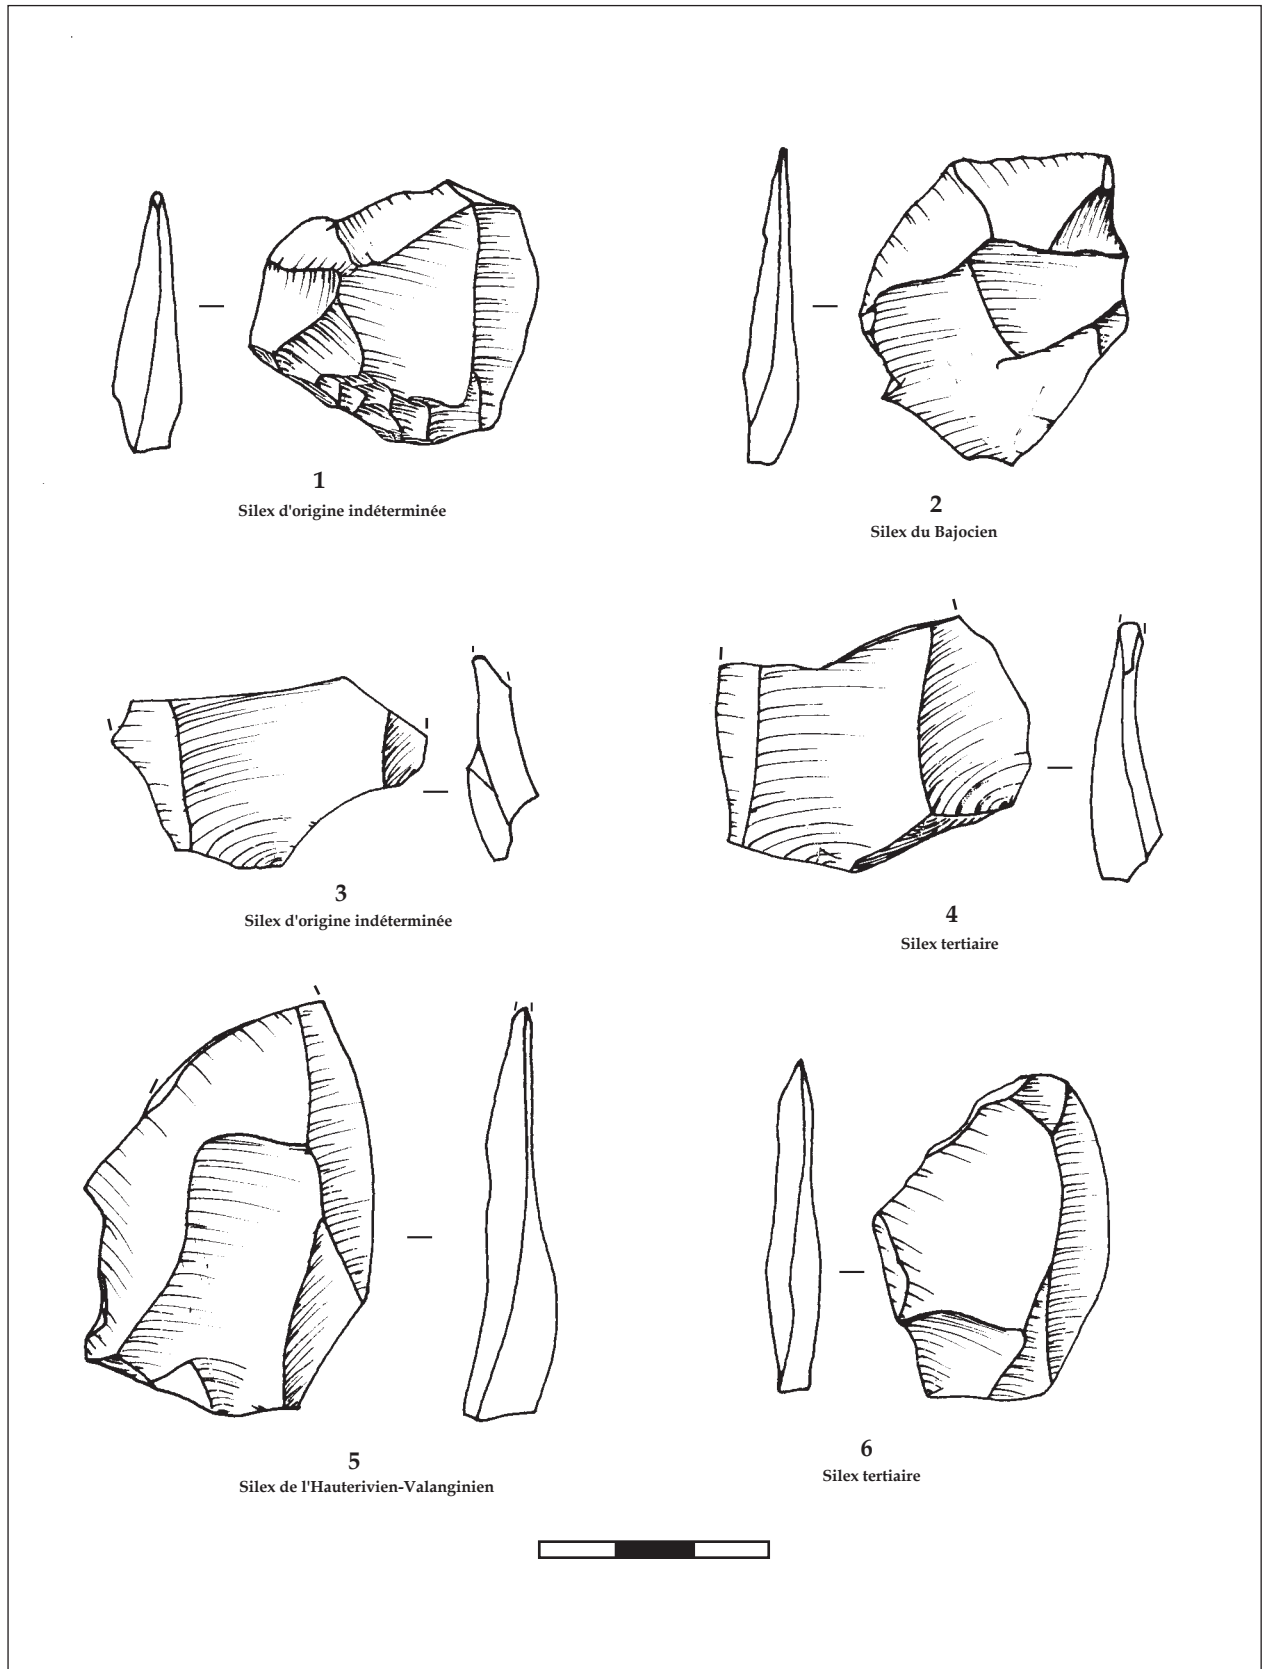 1
Silex d'origine indéterminée
2
Silex du Bajocien
3
Silex d'origine indéterminée
4
Silex tertiaire
5
Silex de l'Hauterivien-Valanginien
6
Silex tertiaire